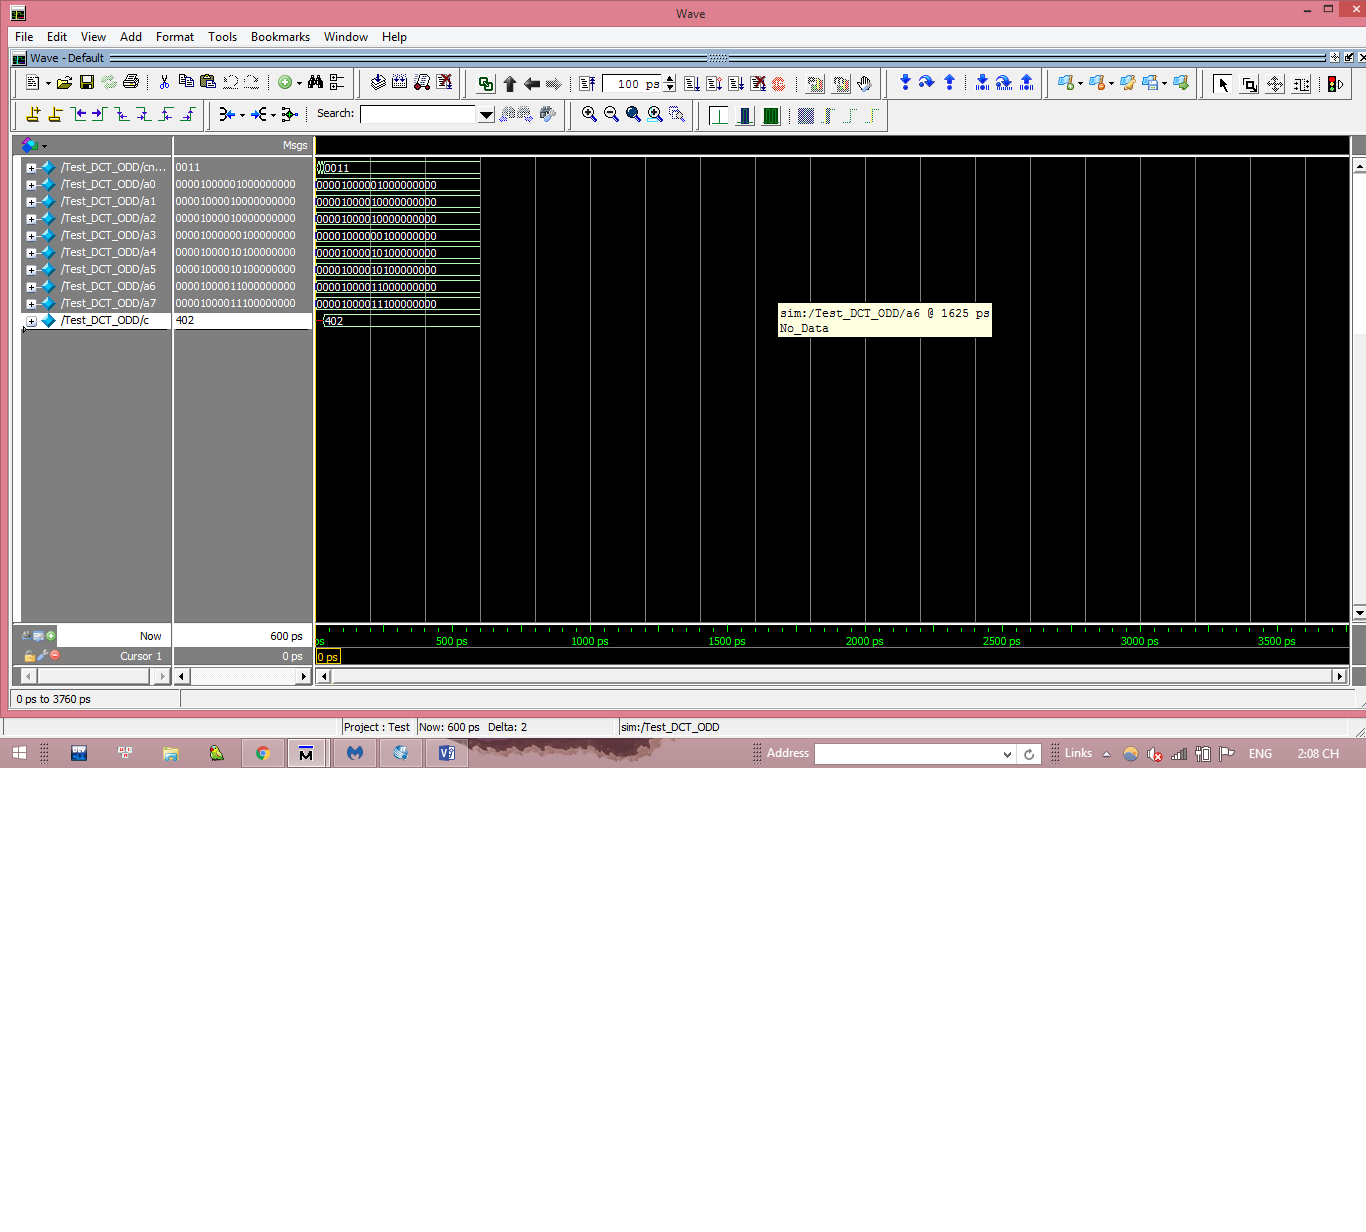 Wave
File Edit View Add Format Tools Bookmarks Window Help
Wave - Default
100 ps
Search:
Msgs
/Test_DCT_ODD/cn... 0011 0011
/Test_DCT_ODD/a0 00001000001000000000 00001000001000000000
/Test_DCT_ODD/a1 00001000010000000000 00001000010000000000
/Test_DCT_ODD/a2 00001000010000000000 00001000010000000000
/Test_DCT_ODD/a3 00001000000100000000 00001000000100000000
/Test_DCT_ODD/a4 00001000010100000000 00001000010100000000
/Test_DCT_ODD/a5 00001000010100000000 00001000010100000000
/Test_DCT_ODD/a6 00001000011000000000 00001000011000000000
/Test_DCT_ODD/a7 00001000011100000000 00001000011100000000
/Test_DCT_ODD/c 402 402
sim:/Test_DCT_ODD/a6 @ 1625 ps
No_Data
Now 600 ps ps 500 ps 1000 ps 1500 ps 2000 ps 2500 ps 3000 ps 3500 ps
Cursor 1 0 ps 0 ps
0 ps to 3760 ps
Project : Test Now: 600 ps Delta: 2 sim:/Test_DCT_ODD
Address Links ENG 2:08 CH